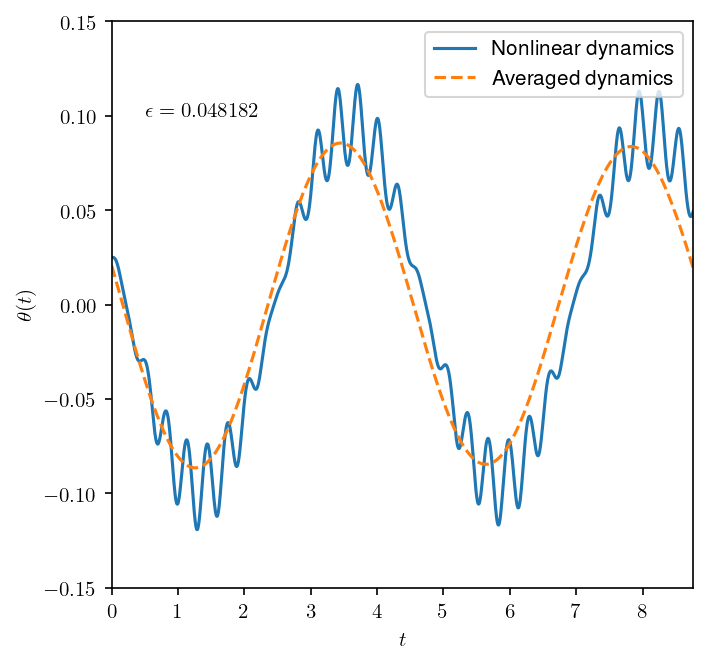 0.15
0.10
0.05
0.00
−0.05
−0.10
−0.15
θ(t)
ϵ = 0.048182
Nonlinear dynamics
Averaged dynamics
0 1 2 3 4 5 6 7 8
t